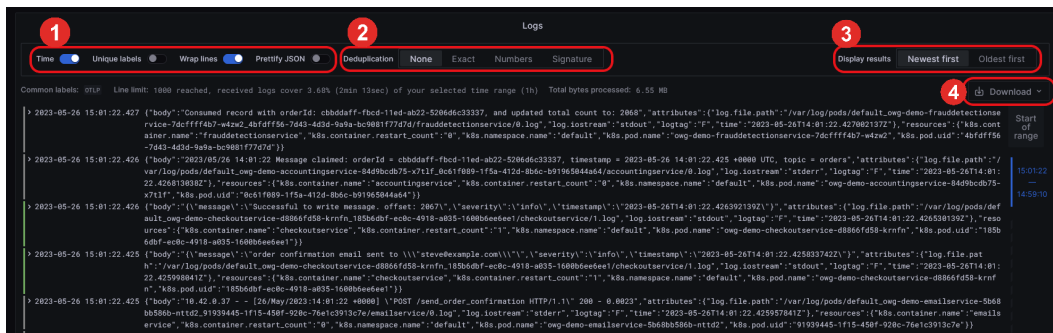 Logs
1
2
3
Time Unique labels Wrap lines Prettify JSON Deduplication None Exact Numbers Signature Display results Newest first Oldest first
Common labels: OTLP Line limit: 1000 reached, received logs cover 3.68% (2min 13sec) of your selected time range (1h) Total bytes processed: 6.55 MB
4
Download
> 2023-05-26 15:01:22.427 {"body":"Consumed record with orderId: cbbddaff-fbcd-11ed-ab22-5206d6c33337, and updated total count to: 2068","attributes":{"log.file.path":"/var/log/pods/default_owg-demo-frauddetectionse
rvice-7dcffff4b7-w4zw2_4bfdff56-7d43-4d3d-9a9a-bc9081f77d7d/frauddetectionservice/0.log","log.iostream":"stdout","logtag":"F","time":"2023-05-26T14:01:22.427002137Z"},"resources":{"k8s.cont
ainer.name":"frauddetectionservice","k8s.container.restart_count":"0","k8s.namespace.name":"default","k8s.pod.name":"owg-demo-frauddetectionservice-7dcffff4b7-w4zw2","k8s.pod.uid":"4bfdff56
-7d43-4d3d-9a9a-bc9081f77d7d"}}
Start
of
range
> 2023-05-26 15:01:22.426 {"body":"2023/05/26 14:01:22 Message claimed: orderId = cbbddaff-fbcd-11ed-ab22-5206d6c33337, timestamp = 2023-05-26 14:01:22.425 +0000 UTC, topic = orders","attributes":{"log.file.path":"/
var/log/pods/default_owg-demo-accountingservice-84d9bcdb75-x7tlf_0c61f089-1f5a-412d-8b6c-b91965044a64/accountingservice/0.log","log.iostream":"stderr","logtag":"F","time":"2023-05-26T14:01:
22.426813038Z"},"resources":{"k8s.container.name":"accountingservice","k8s.container.restart_count":"0","k8s.namespace.name":"default","k8s.pod.name":"owg-demo-accountingservice-84d9bcdb75-
x7tlf","k8s.pod.uid":"0c61f089-1f5a-412d-8b6c-b91965044a64"}}
15:01:22
—
14:59:10
> 2023-05-26 15:01:22.426 {"body":"{\"message\":\"Successful to write message. offset: 2067\",\"severity\":\"info\",\"timestamp\":\"2023-05-26T14:01:22.426392139Z\"}","attributes":{"log.file.path":"/var/log/pods/def
ault_owg-demo-checkoutservice-d8866fd58-krnfn_185b6dbf-ec0c-4918-a035-1600b6ee6ee1/checkoutservice/1.log","log.iostream":"stdout","logtag":"F","time":"2023-05-26T14:01:22.426530139Z"},"reso
urces":{"k8s.container.name":"checkoutservice","k8s.container.restart_count":"1","k8s.namespace.name":"default","k8s.pod.name":"owg-demo-checkoutservice-d8866fd58-krnfn","k8s.pod.uid":"185b
6dbf-ec0c-4918-a035-1600b6ee6ee1"}}
> 2023-05-26 15:01:22.425 {"body":"{\"message\":\"order confirmation email sent to \\\"steve@example.com\\\"\",\"severity\":\"info\",\"timestamp\":\"2023-05-26T14:01:22.425833742Z\"}","attributes":{"log.file.pat
h":"/var/log/pods/default_owg-demo-checkoutservice-d8866fd58-krnfn_185b6dbf-ec0c-4918-a035-1600b6ee6ee1/checkoutservice/1.log","log.iostream":"stdout","logtag":"F","time":"2023-05-26T14:01:
22.425998041Z"},"resources":{"k8s.container.name":"checkoutservice","k8s.container.restart_count":"1","k8s.namespace.name":"default","k8s.pod.name":"owg-demo-checkoutservice-d8866fd58-krnf
n","k8s.pod.uid":"185b6dbf-ec0c-4918-a035-1600b6ee6ee1"}}
> 2023-05-26 15:01:22.425 {"body":"10.42.0.37 - - [26/May/2023:14:01:22 +0000] \"POST /send_order_confirmation HTTP/1.1\" 200 - 0.0023","attributes":{"log.file.path":"/var/log/pods/default_owg-demo-emailservice-5b68
bb586b-nttd2_91939445-1f15-450f-920c-76e1c3913c7e/emailservice/0.log","log.iostream":"stderr","logtag":"F","time":"2023-05-26T14:01:22.425957841Z"},"resources":{"k8s.container.name":"emails
ervice","k8s.container.restart_count":"0","k8s.namespace.name":"default","k8s.pod.name":"owg-demo-emailservice-5b68bb586b-nttd2","k8s.pod.uid":"91939445-1f15-450f-920c-76e1c3913c7e"}}